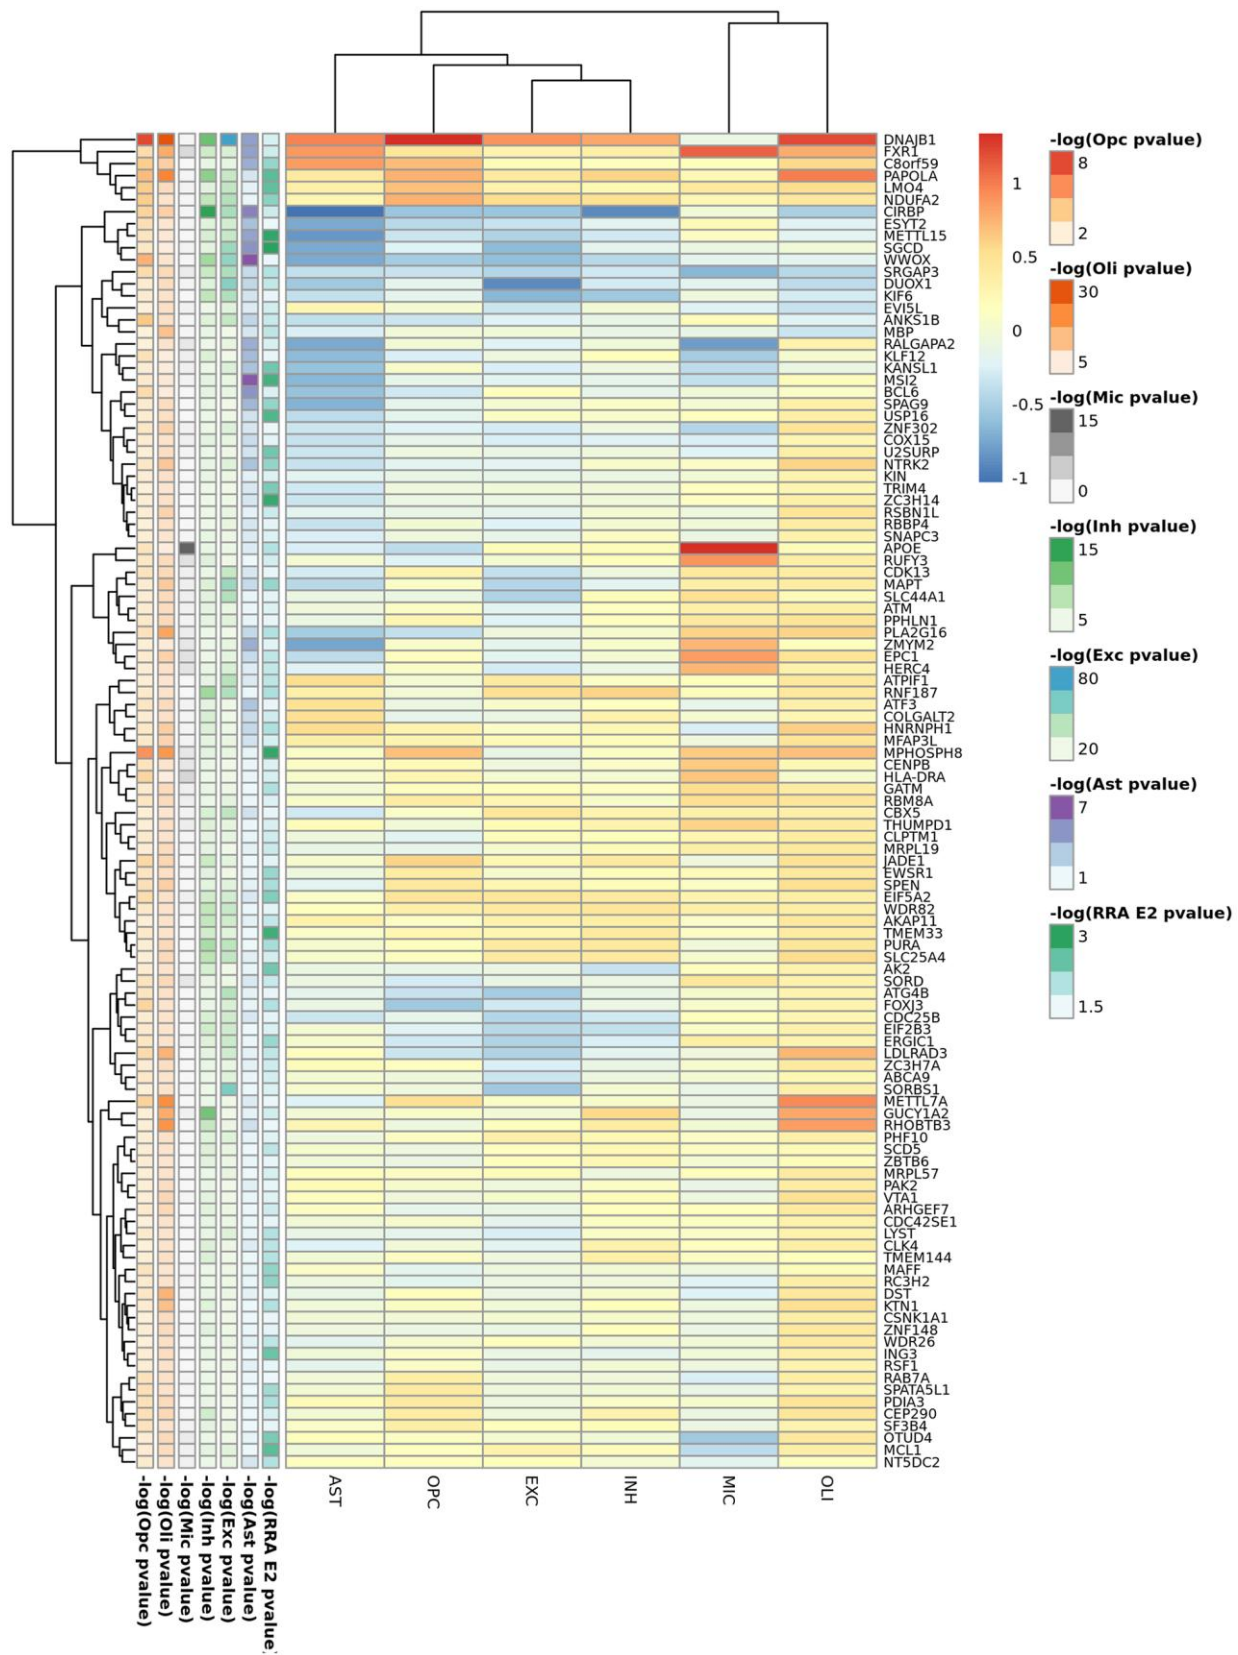 DNAJB1
FXR1
C8orf59
PAPOLA
LMO4
NDUFA2
CIRBP
ESYT2
METTL15
SGCD
WWOX
SRGAP3
DUOX1
KIF6
EVI5L
ANKS1B
MBP
RALGAPA2
KLF12
KANSL1
MSI2
BCL6
SPAG9
USP16
ZNF302
COX15
U2SURP
NTRK2
KIN
TRIM4
ZC3H14
RSBN1L
RBBP4
SNAPC3
APOE
RUFY3
CDK13
MAPT
SLC44A1
ATM
PPHLN1
PLA2G16
ZMYM2
EPC1
HERC4
ATPIF1
RNF187
ATF3
COLGALT2
HNRNPH1
MFAP3L
MPHOSPH8
CENPB
HLA-DRA
GATM
RBM8A
CBX5
THUMPD1
CLPTM1
MRPL19
JADE1
EWSR1
SPEN
EIF5A2
WDR82
AKAP11
TMEM33
PURA
SLC25A4
AK2
SORD
ATG4B
FOXJ3
CDC25B
EIF2B3
ERGIC1
LDLRAD3
ZC3H7A
ABCA9
SORBS1
METTL7A
GUCY1A2
RHOBTB3
PHF10
SCD5
ZBTB6
MRPL57
PAK2
VTA1
ARHGEF7
CDC42SE1
LYST
CLK4
TMEM144
MAFF
RC3H2
DST
KTN1
CSNK1A1
ZNF148
WDR26
ING3
RSF1
RAB7A
SPATA5L1
PDIA3
CEP290
SF3B4
OTUD4
MCL1
NT5DC2
1
0.5
0
-0.5
-1
-log(Opc pvalue)
8
2
-log(Oli pvalue)
30
5
-log(Mic pvalue)
15
0
-log(Inh pvalue)
15
5
-log(Exc pvalue)
80
20
-log(Ast pvalue)
7
1
-log(RRA E2 pvalue)
3
1.5
-log(Opc pvalue)
-log(Oli pvalue)
-log(Mic pvalue)
-log(Inh pvalue)
-log(Exc pvalue)
-log(Ast pvalue)
-log(RRA E2 pvalue)
AST
OPC
EXC
INH
MIC
OLI